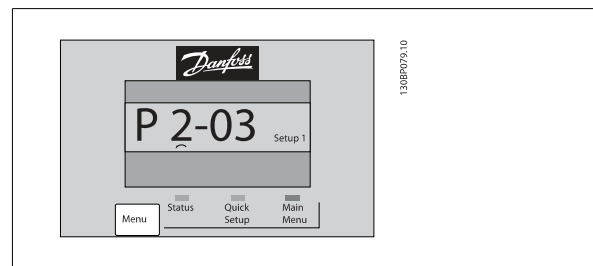 Danfoss
130BP079.10
P 2-03 Setup 1
Status Quick Setup Main Menu
Menu